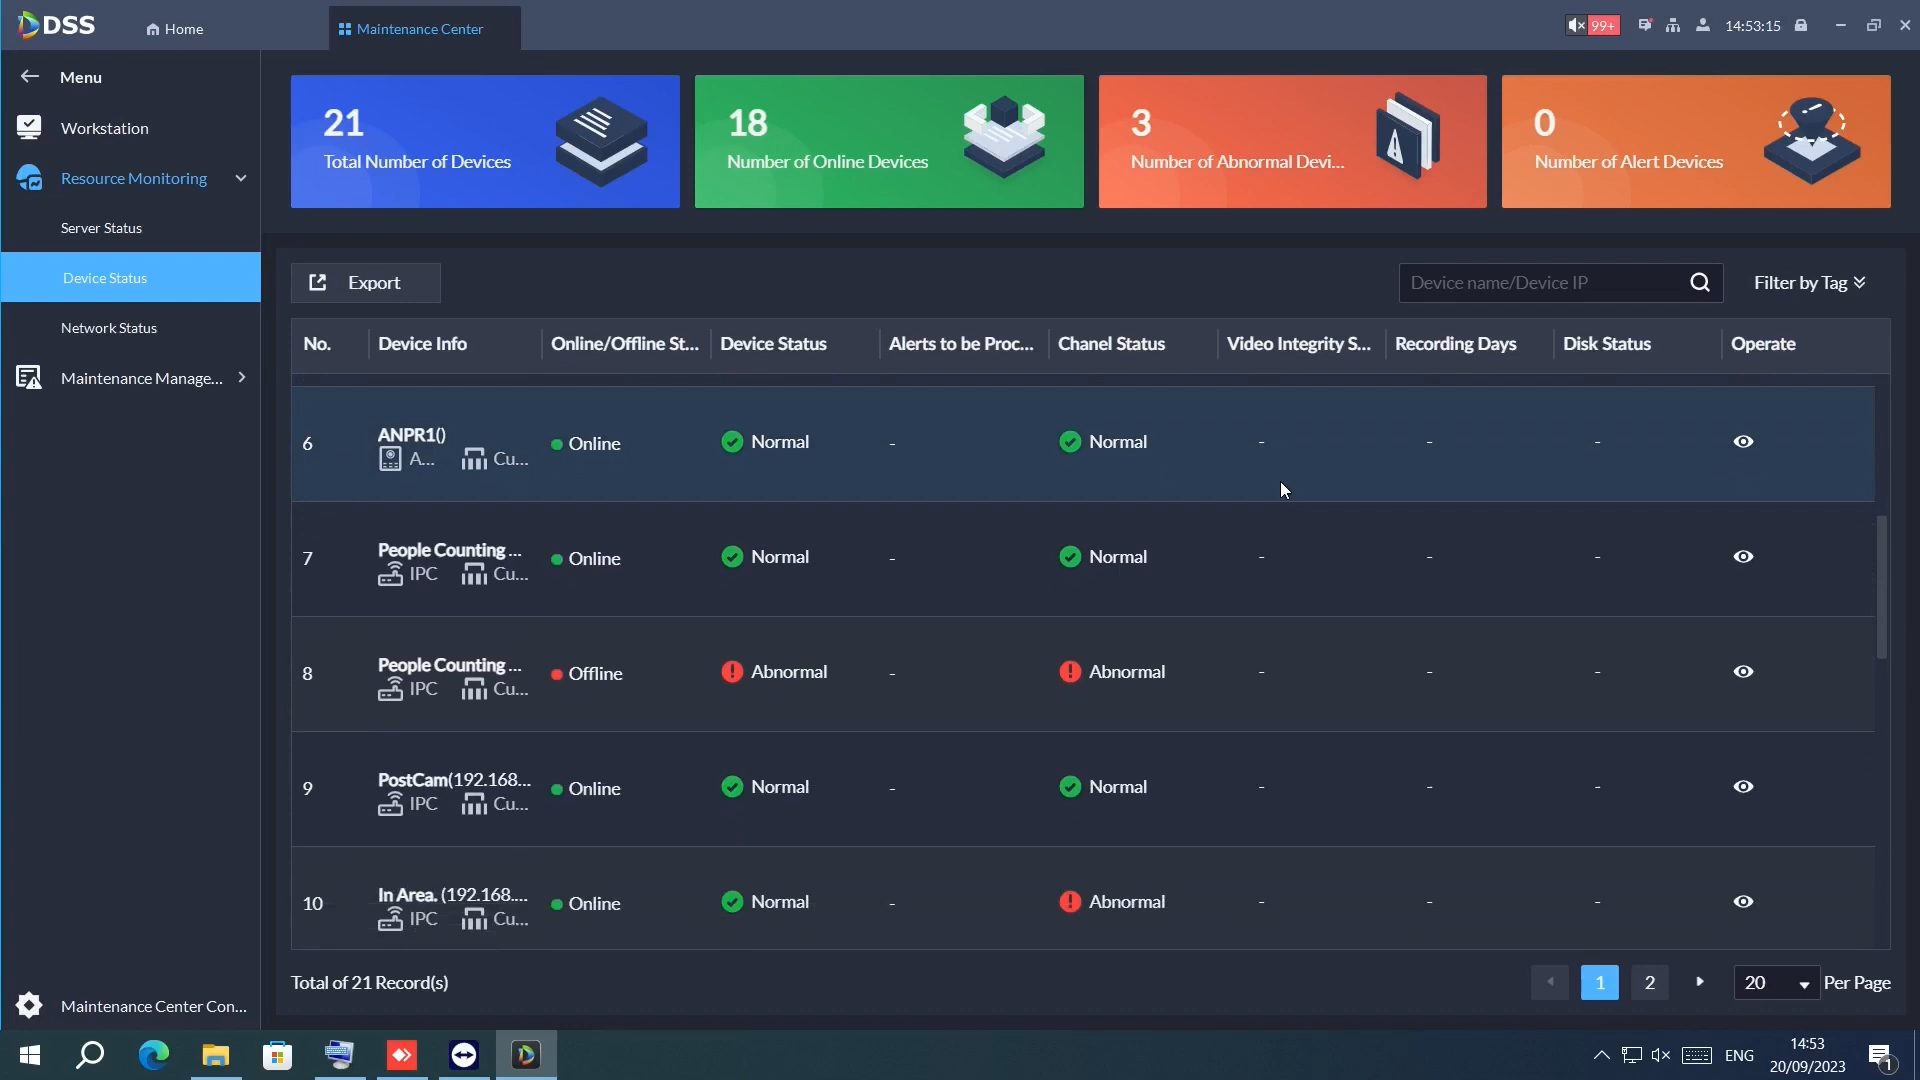 DSS
Home
Maintenance Center
99+
14:53:15
Menu
Workstation
Resource Monitoring
Server Status
Device Status
Network Status
Maintenance Manage...
Maintenance Center Con...
21
Total Number of Devices
18
Number of Online Devices
3
Number of Abnormal Devi...
0
Number of Alert Devices
Export
Device name/Device IP
Filter by Tag
No. Device Info Online/Offline St... Device Status Alerts to be Proc... Chanel Status Video Integrity S... Recording Days Disk Status Operate
6 ANPR1() Online Normal - Normal - - -
A... Cu...
7 People Counting ... Online Normal - Normal - - -
IPC Cu...
8 People Counting ... Offline Abnormal - Abnormal - - -
IPC Cu...
9 PostCam(192.168.... Online Normal - Normal - - -
IPC Cu...
10 In Area. (192.168.... Online Normal - Abnormal - - -
IPC Cu...
Total of 21 Record(s)
1 2 20 Per Page
ENG
14:53
20/09/2023
1